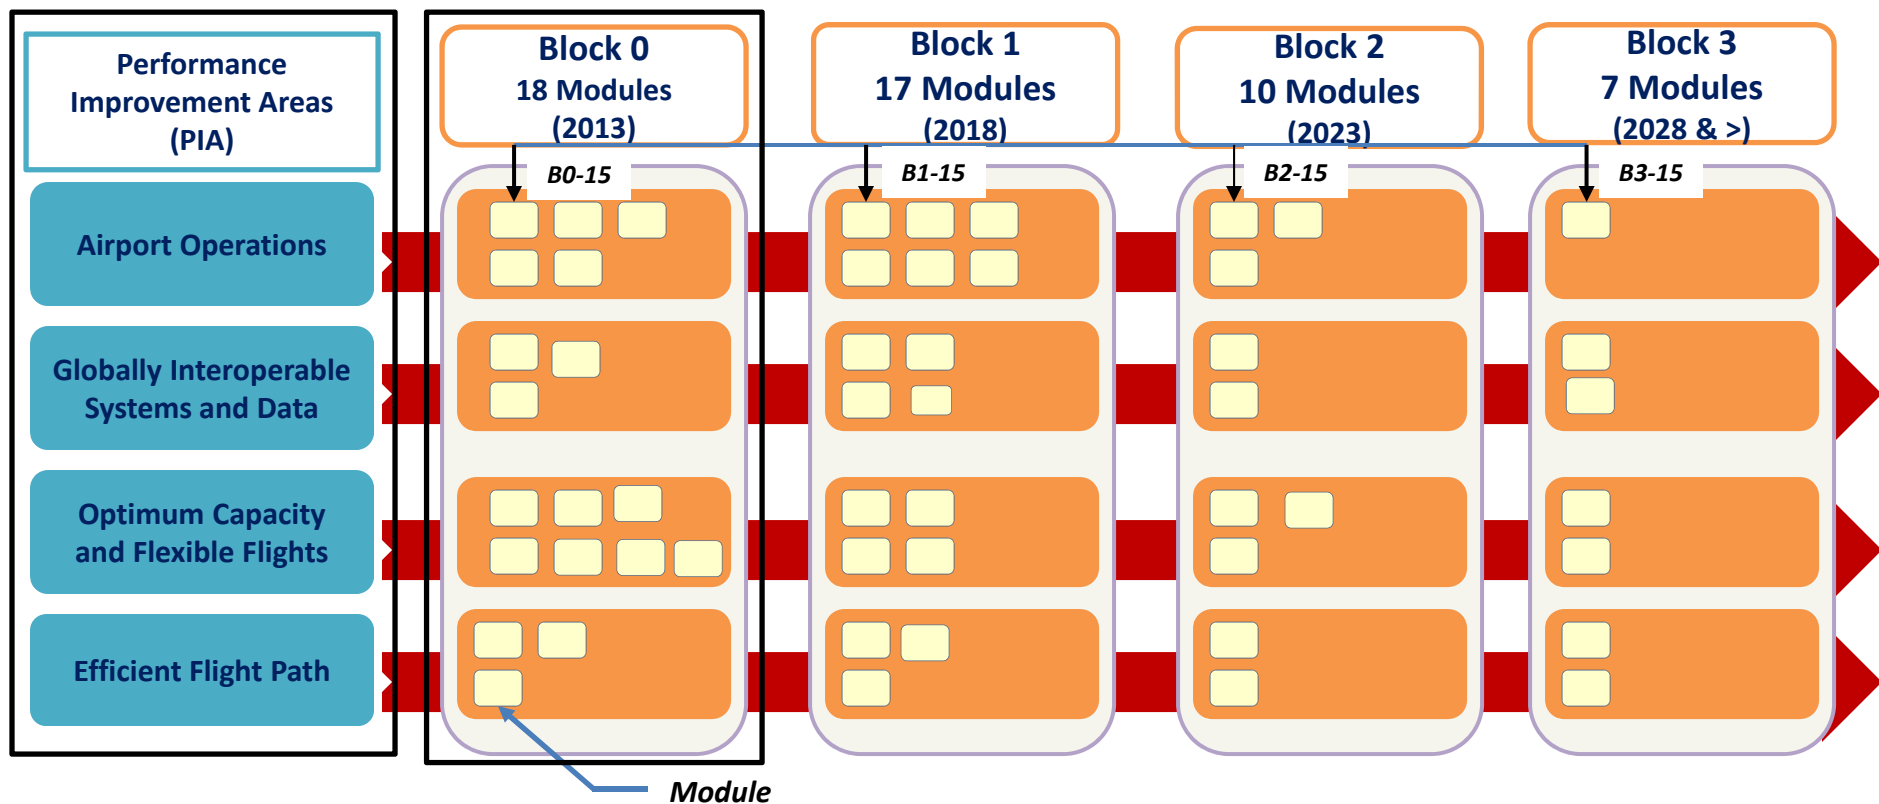 Performance
Improvement Areas
(PIA)
Block 0
18 Modules
(2013)
Block 1
17 Modules
(2018)
Block 2
10 Modules
(2023)
Block 3
7 Modules
(2028 & >)
B0-15
B1-15
B2-15
B3-15
Airport Operations
Globally Interoperable
Systems and Data
Optimum Capacity
and Flexible Flights
Efficient Flight Path
Module